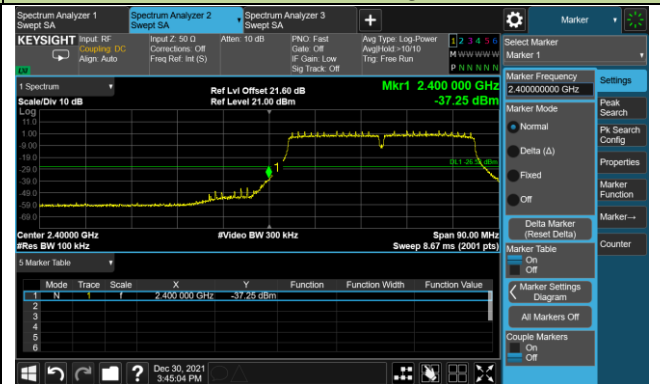 Spectrum Analyzer 1
Swept SA
Spectrum Analyzer 2
Swept SA
Spectrum Analyzer 3
Swept SA
Marker
KEYSIGHT
Input: RF
Coupling: DC
Align: Auto
Input Z: 50 Ω
Corrections: Off
Freq Ref: Int (S)
Atten: 10 dB
PNO: Fast
Gate: Off
IF Gain: Low
Sig Track: Off
Avg Type: Log-Power
Avg|Hold:>10/10
Trig: Free Run
1 2 3 4 5 6
M W W W W W
P N N N N N
Select Marker
Marker 1
1 Spectrum
Scale/Div 10 dB
Ref Lvl Offset 21.60 dB
Ref Level 21.00 dBm
Mkr1 2.400 000 GHz
-37.25 dBm
Log
11.0
1.00
-9.00
-19.0
-29.0
-39.0
-49.0
-59.0
-69.0
1
Center 2.40000 GHz
#Res BW 100 kHz
#Video BW 300 kHz
Span 90.00 MHz
Sweep 8.67 ms (2001 pts)
5 Marker Table
Mode Trace Scale X Y Function Function Width Function Value
1 N 1 f 2.400 000 GHz -37.25 dBm
2
3
4
5
6
Dec 30, 2021
3:45:04 PM
Marker Frequency
2.400000000 GHz
Marker Mode
Normal
Delta (Δ)
Fixed
Off
Delta Marker
(Reset Delta)
Marker Table
On
Off
Marker Settings
Diagram
All Markers Off
Couple Markers
On
Off
Settings
Peak
Search
Pk Search
Config
Properties
Marker
Function
Marker→
Counter